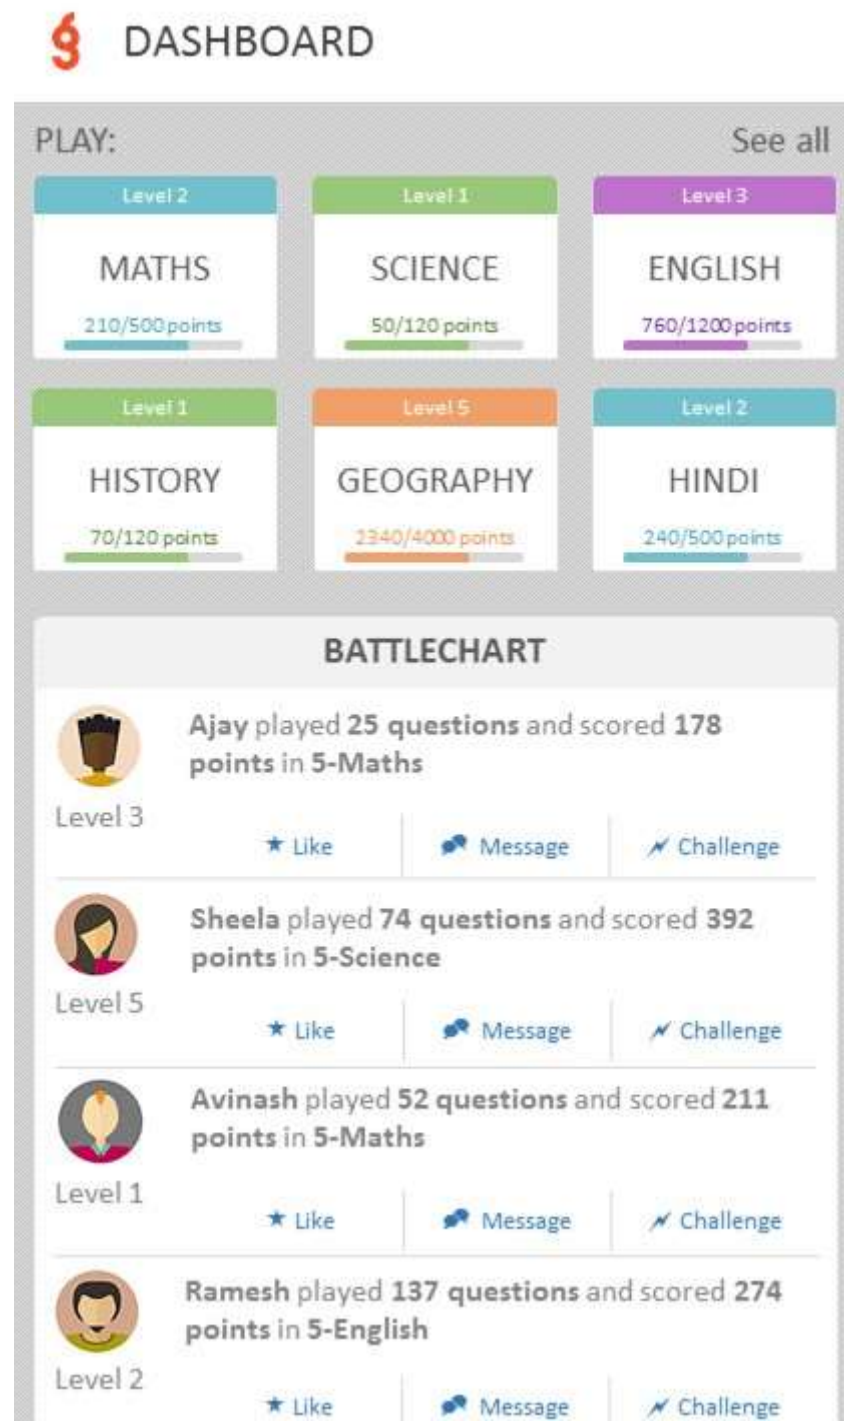 DASHBOARD
PLAY:
See all
Level 2
MATHS
210/500 points
Level 1
SCIENCE
50/120 points
Level 3
ENGLISH
760/1200 points
Level 1
HISTORY
70/120 points
Level 5
GEOGRAPHY
2340/4000 points
Level 2
HINDI
240/500 points
BATTLECHART
Ajay played 25 questions and scored 178
points in 5-Maths
Level 3
Like
Message
Challenge
Sheela played 74 questions and scored 392
points in 5-Science
Level 5
Like
Message
Challenge
Avinash played 52 questions and scored 211
points in 5-Maths
Level 1
Like
Message
Challenge
Ramesh played 137 questions and scored 274
points in 5-English
Level 2
Like
Message
Challenge